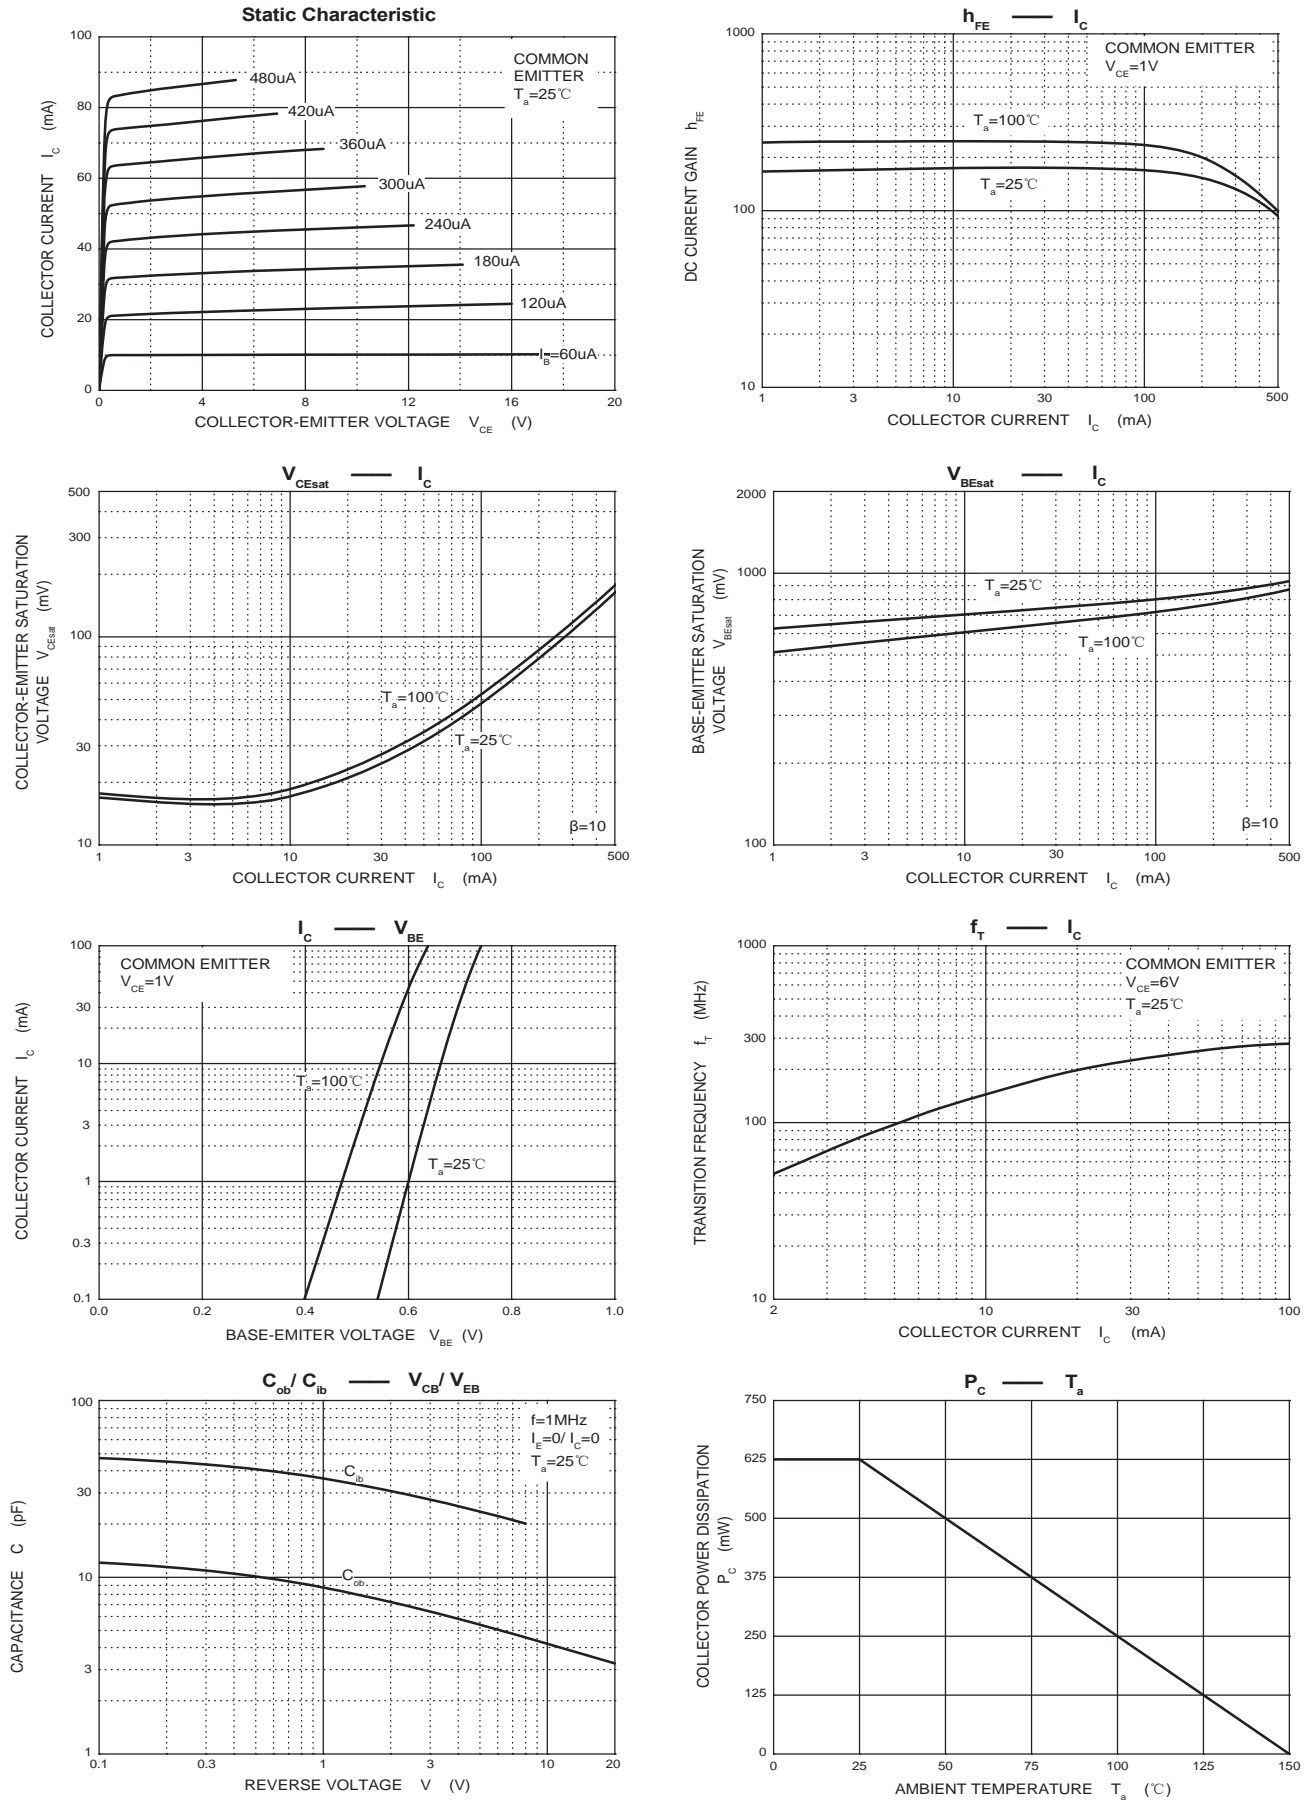 Static Characteristic
COLLECTOR CURRENT I_C (mA)
100
80
60
40
20
0
COMMON
EMITTER
T_a=25℃
480uA
420uA
360uA
300uA
240uA
180uA
120uA
I_B=60uA
0 4 8 12 16 20
COLLECTOR-EMITTER VOLTAGE V_CE (V)
h_FE —— I_C
DC CURRENT GAIN h_FE
1000
100
10
COMMON EMITTER
V_CE=1V
T_a=100℃
T_a=25℃
1 3 10 30 100 500
COLLECTOR CURRENT I_C (mA)
V_CEsat —— I_C
COLLECTOR-EMITTER SATURATION
VOLTAGE V_CEsat (mV)
500
300
100
30
10
T_a=100℃
T_a=25℃
β=10
1 3 10 30 100 500
COLLECTOR CURRENT I_C (mA)
V_BEsat —— I_C
BASE-EMITTER SATURATION
VOLTAGE V_BEsat (mV)
2000
1000
100
T_a=25℃
T_a=100℃
β=10
1 3 10 30 100 500
COLLECTOR CURRENT I_C (mA)
I_C —— V_BE
COLLECTOR CURRENT I_C (mA)
100
30
10
3
1
0.3
0.1
COMMON EMITTER
V_CE=1V
T_a=100℃
T_a=25℃
0.0 0.2 0.4 0.6 0.8 1.0
BASE-EMITER VOLTAGE V_BE (V)
f_T —— I_C
TRANSITION FREQUENCY f_T (MHz)
1000
300
100
30
10
COMMON EMITTER
V_CE=6V
T_a=25℃
2 10 30 100
COLLECTOR CURRENT I_C (mA)
C_ob/ C_ib —— V_CB/ V_EB
CAPACITANCE C (pF)
100
30
10
3
1
f=1MHz
I_E=0/ I_C=0
T_a=25℃
C_ib
C_ob
0.1 0.3 1 3 10 20
REVERSE VOLTAGE V (V)
P_C —— T_a
COLLECTOR POWER DISSIPATION
P_C (mW)
750
625
500
375
250
125
0
0 25 50 75 100 125 150
AMBIENT TEMPERATURE T_a (℃)